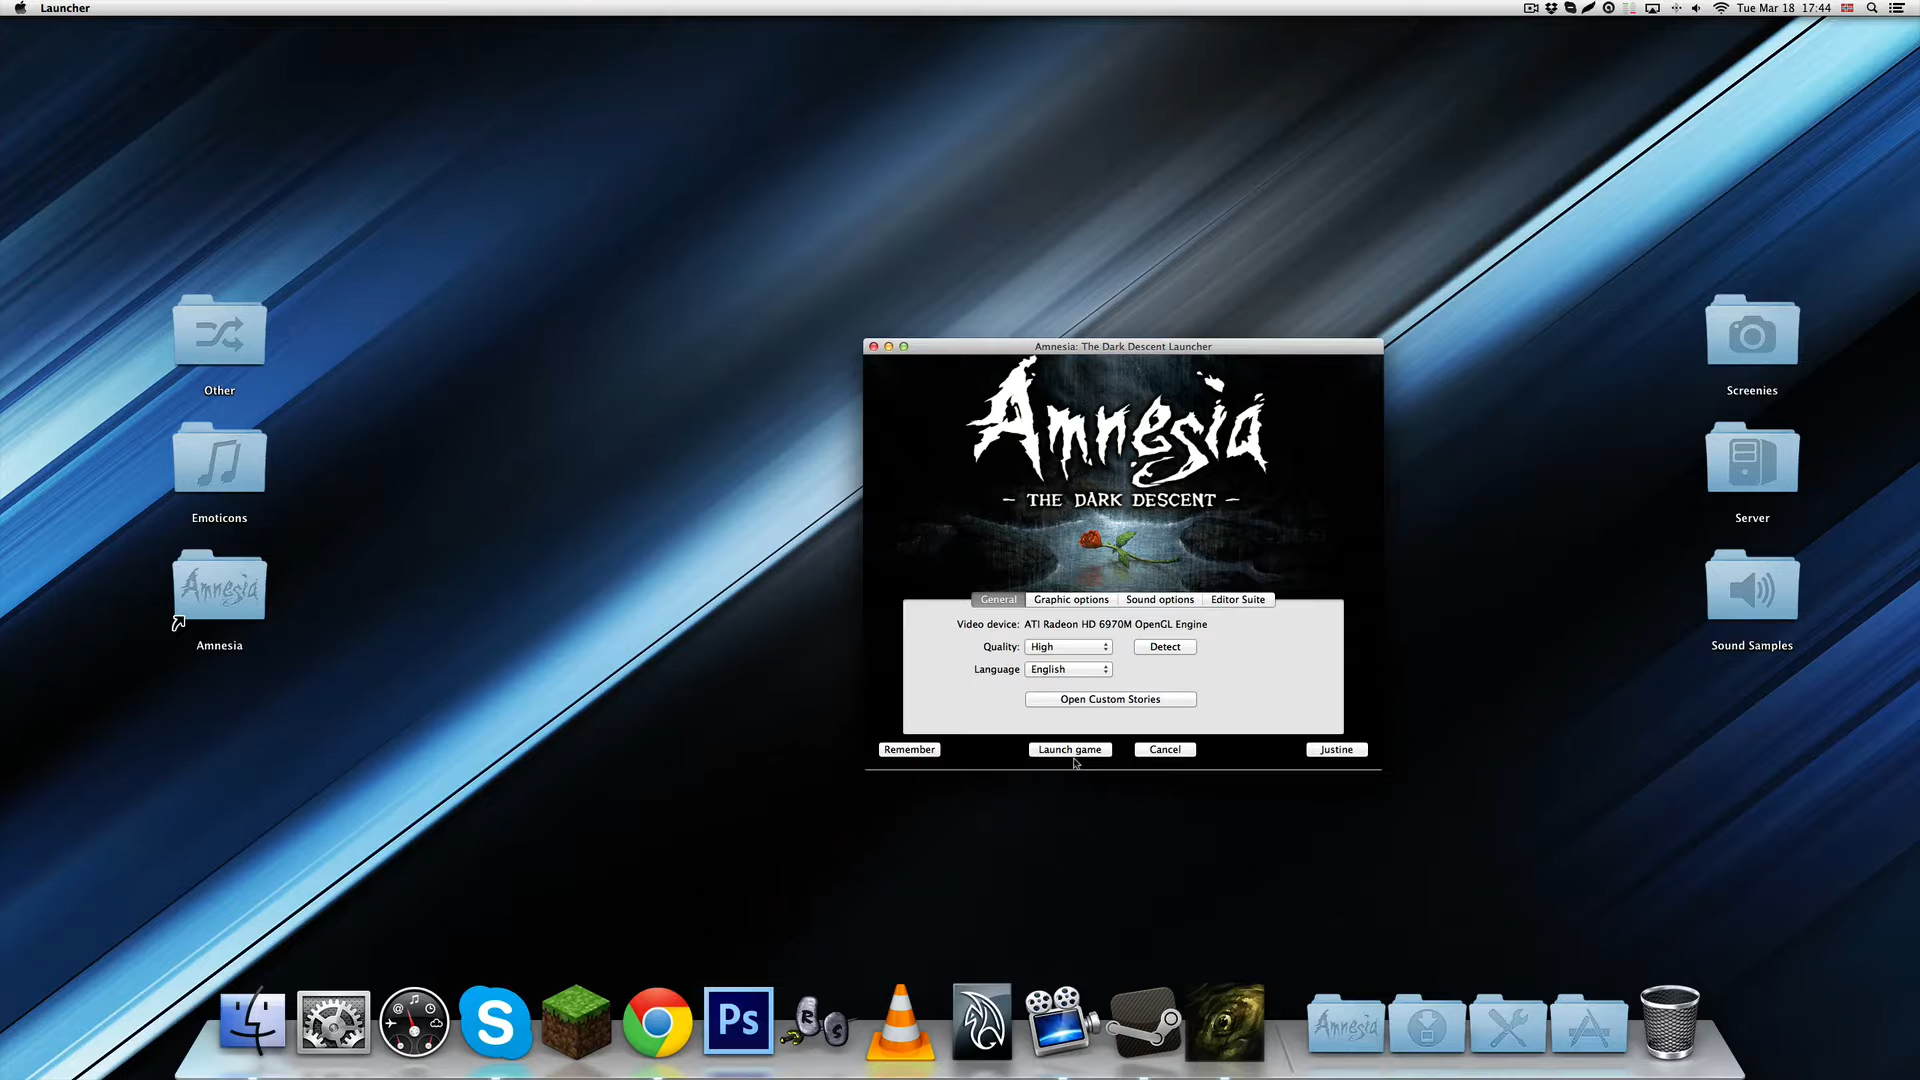 Launcher
Tue Mar 18 17:44
Other
Emoticons
Amnesia
Amnesia
Screenies
Server
Sound Samples
Amnesia: The Dark Descent Launcher
Amnesia
- THE DARK DESCENT -
General Graphic options Sound options Editor Suite
Video device: ATI Radeon HD 6970M OpenGL Engine
Quality: High Detect
Language English
Open Custom Stories
Remember Launch game Cancel Justine
S
Ps
RS
Amnesia